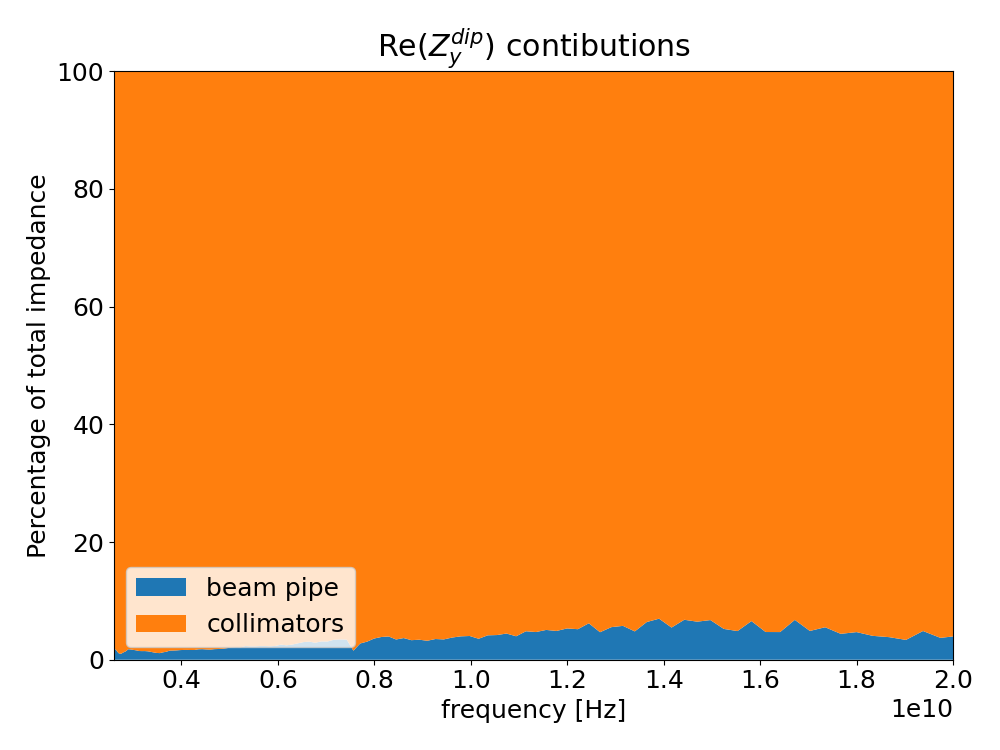 Re(Z_y^dip) contibutions
Percentage of total impedance
100
80
60
40
20
0
beam pipe
collimators
0.4 0.6 0.8 1.0 1.2 1.4 1.6 1.8 2.0
frequency [Hz]
1e10